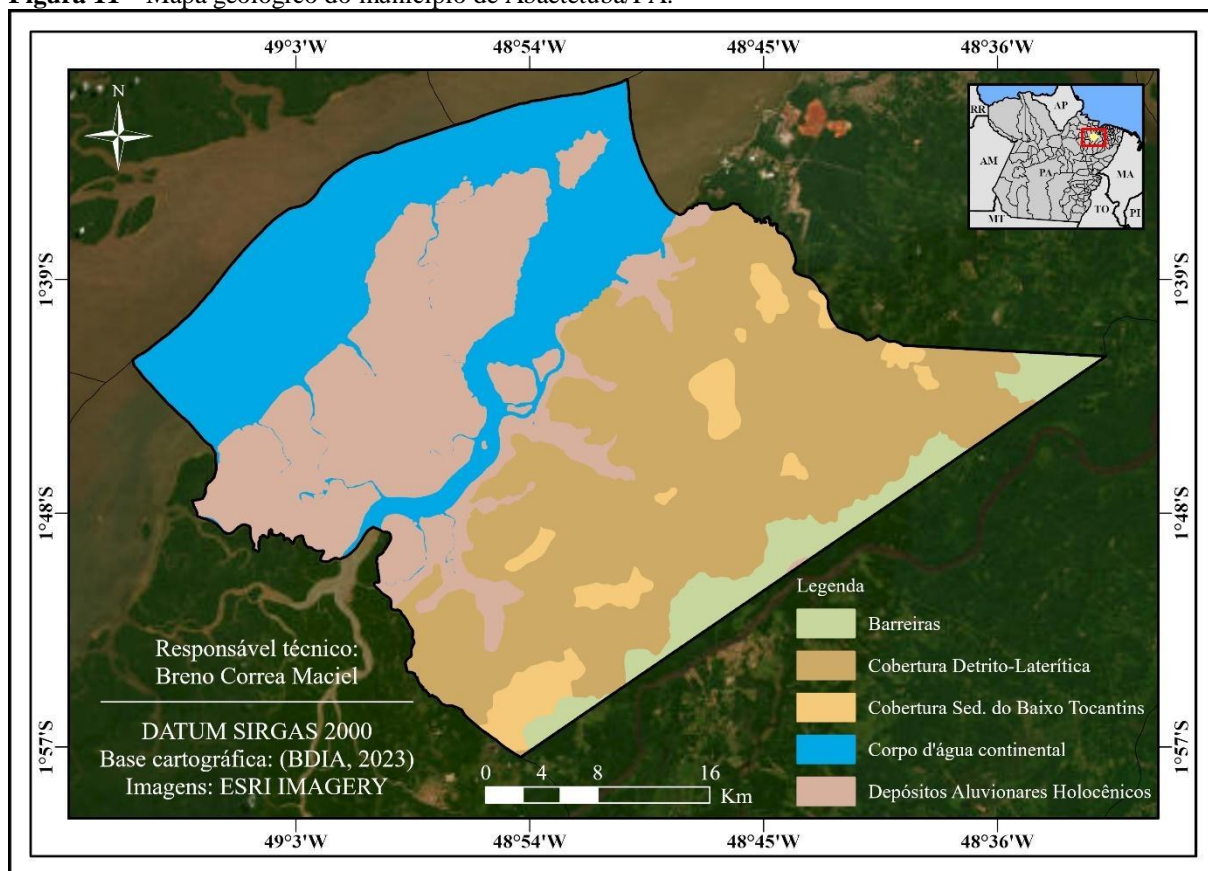 Figura 11 – Mapa geológico do município de Abaetetuba/PA.
49°3'W 48°54'W 48°45'W 48°36'W
N
RR
AP
AM
PA
MA
TO
PI
MT
1°39'S 1°39'S
1°48'S 1°48'S
1°57'S 1°57'S
Legenda
Barreiras
Cobertura Detrito-Laterítica
Cobertura Sed. do Baixo Tocantins
Corpo d'água continental
Depósitos Aluvionares Holocênicos
Responsável técnico:
Breno Correa Maciel
DATUM SIRGAS 2000
Base cartográfica: (BDIA, 2023)
Imagens: ESRI IMAGERY
0 4 8 16
Km
49°3'W 48°54'W 48°45'W 48°36'W